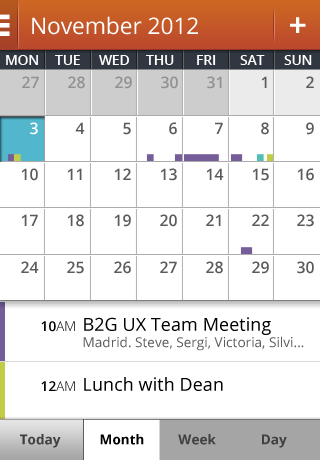 November 2012 +
MON TUE WED THU FRI SAT SUN
27 28 29 30 31 1 2
3 4 5 6 7 8 9
10 11 12 13 14 15 16
17 18 19 20 21 22 23
24 25 26 27 28 29 30
10AM B2G UX Team Meeting
Madrid. Steve, Sergi, Victoria, Silvi...
12AM Lunch with Dean
Today Month Week Day